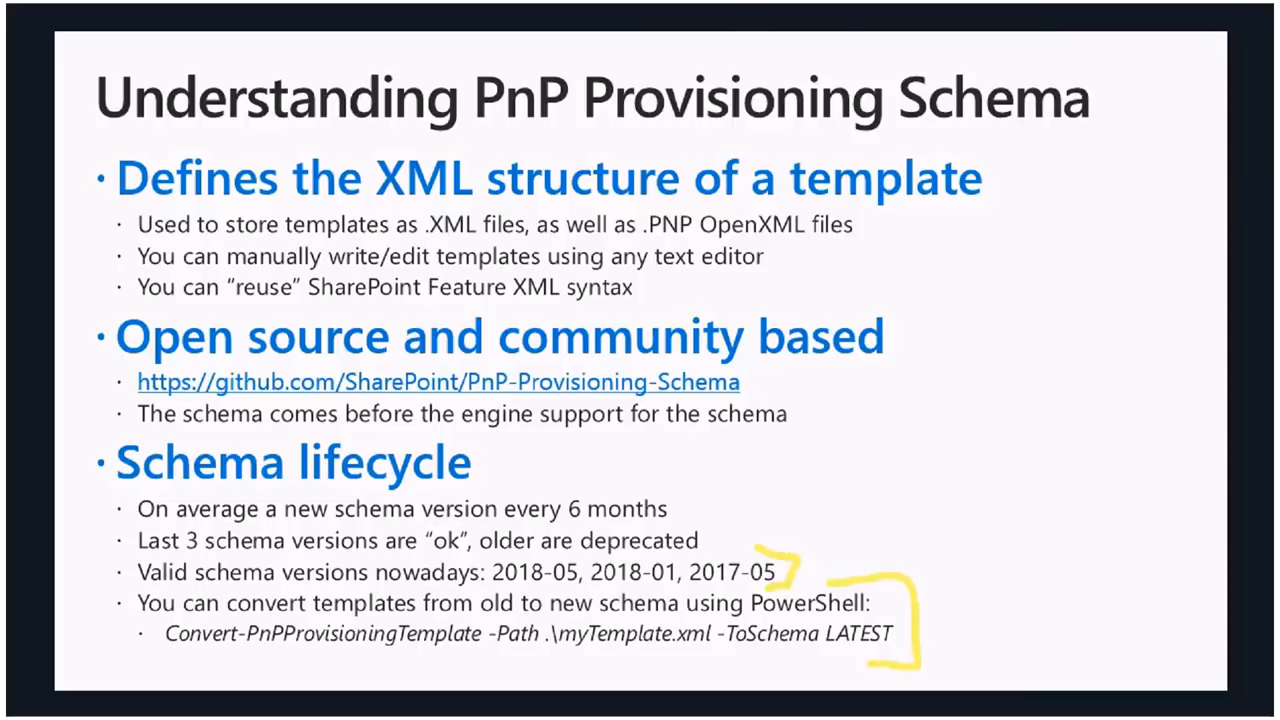 Understanding PnP Provisioning Schema
· Defines the XML structure of a template
· Used to store templates as .XML files, as well as .PNP OpenXML files
· You can manually write/edit templates using any text editor
· You can “reuse” SharePoint Feature XML syntax
· Open source and community based
· https://github.com/SharePoint/PnP-Provisioning-Schema
· The schema comes before the engine support for the schema
· Schema lifecycle
· On average a new schema version every 6 months
· Last 3 schema versions are “ok”, older are deprecated
· Valid schema versions nowadays: 2018-05, 2018-01, 2017-05
· You can convert templates from old to new schema using PowerShell:
· Convert-PnPProvisioningTemplate -Path .\myTemplate.xml -ToSchema LATEST